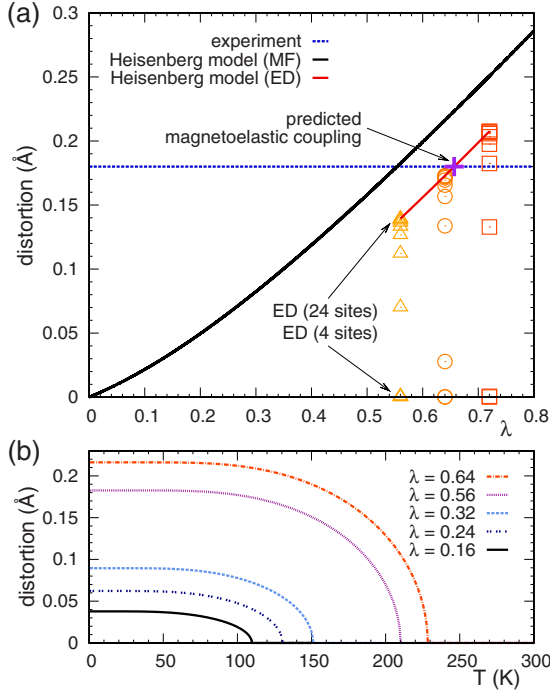 (a)
0.3
0.25
0.2
0.15
0.1
0.05
0
distortion (Å)
experiment
Heisenberg model (MF)
Heisenberg model (ED)
predicted
magnetoelastic coupling
ED (24 sites)
ED (4 sites)
0 0.1 0.2 0.3 0.4 0.5 0.6 0.7 0.8
λ
(b)
0.2
0.15
0.1
0.05
0
distortion (Å)
λ = 0.64
λ = 0.56
λ = 0.32
λ = 0.24
λ = 0.16
0 50 100 150 200 250 300
T (K)